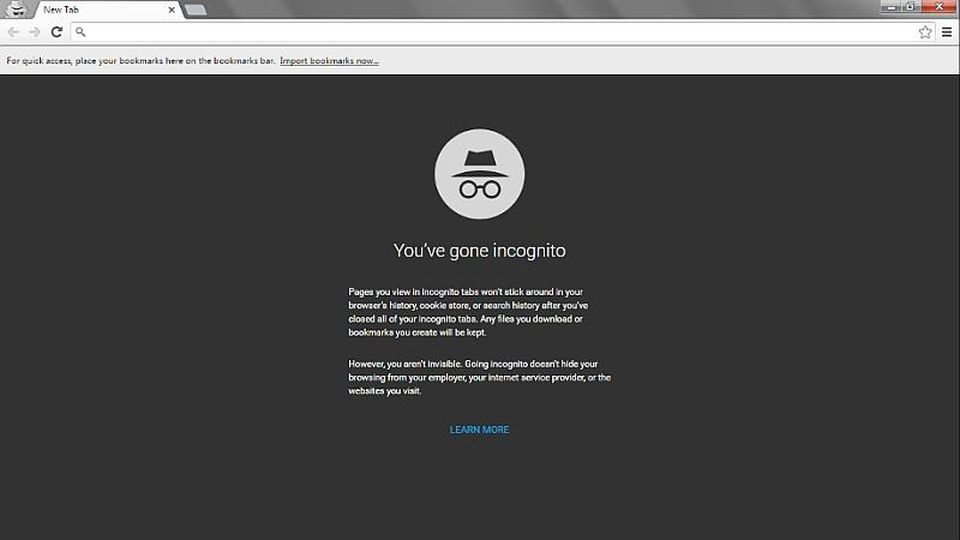 New Tab
For quick access, place your bookmarks here on the bookmarks bar. Import bookmarks now...
You've gone incognito
Pages you view in incognito tabs won't stick around in your
browser's history, cookie store, or search history after you've
closed all of your incognito tabs. Any files you download or
bookmarks you create will be kept.
However, you aren't invisible. Going incognito doesn't hide your
browsing from your employer, your internet service provider, or the
websites you visit.
LEARN MORE